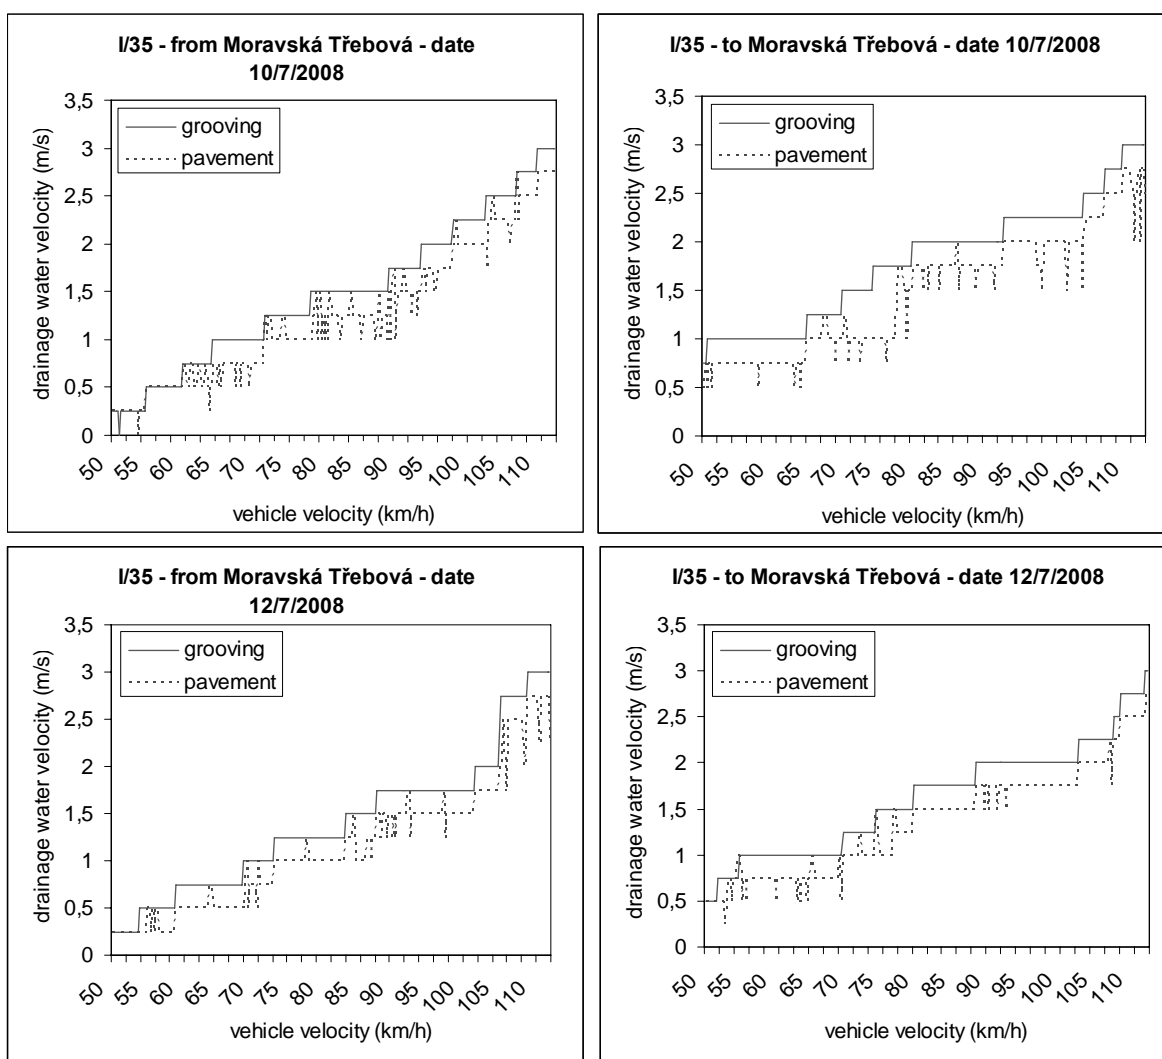 I/35 - from Moravská Třebová - date
10/7/2008
3,5
3
2,5
2
1,5
1
0,5
0
drainage water velocity (m/s)
grooving
pavement
50 55 60 65 70 75 80 85 90 95 100 105 110
vehicle velocity (km/h)
I/35 - to Moravská Třebová - date 10/7/2008
3,5
3
2,5
2
1,5
1
0,5
0
drainage water velocity (m/s)
grooving
pavement
50 55 60 65 70 75 80 85 90 95 100 105 110
vehicle velocity (km/h)
I/35 - from Moravská Třebová - date
12/7/2008
3,5
3
2,5
2
1,5
1
0,5
0
drainage water velocity (m/s)
grooving
pavement
50 55 60 65 70 75 80 85 90 95 100 105 110
vehicle velocity (km/h)
I/35 - to Moravská Třebová - date 12/7/2008
3,5
3
2,5
2
1,5
1
0,5
0
drainage water velocity (m/s)
grooving
pavement
50 55 60 65 70 75 80 85 90 95 100 105 110
vehicle velocity (km/h)